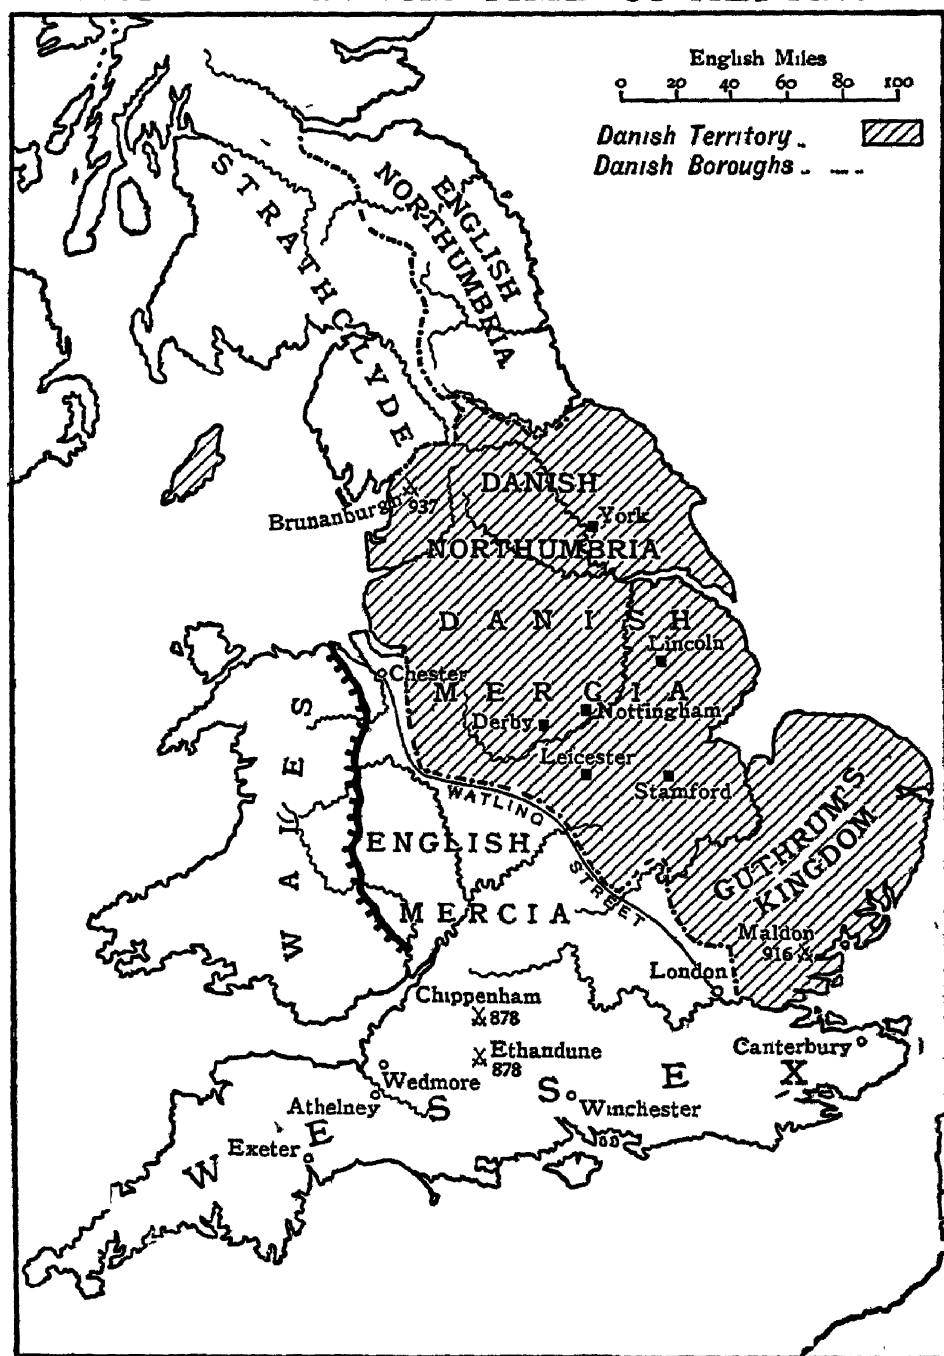 English Miles
0 20 40 60 80 100
Danish Territory
Danish Boroughs
STRATHCLYDE
ENGLISH
NORTHUMBRIA
DANISH
NORTHUMBRIA
Brunanburgh
937
York
DANISH
MERCIA
Lincoln
Chester
Nottingham
Derby
Leicester
Stamford
WALES
WATLING STREET
ENGLISH
MERCIA
GUTHRUM'S
KINGDOM
Maldon
916
London
Chippenham
878
Ethandune
878
Canterbury
Wedmore
Athelney
Winchester
Exeter
WESSEX